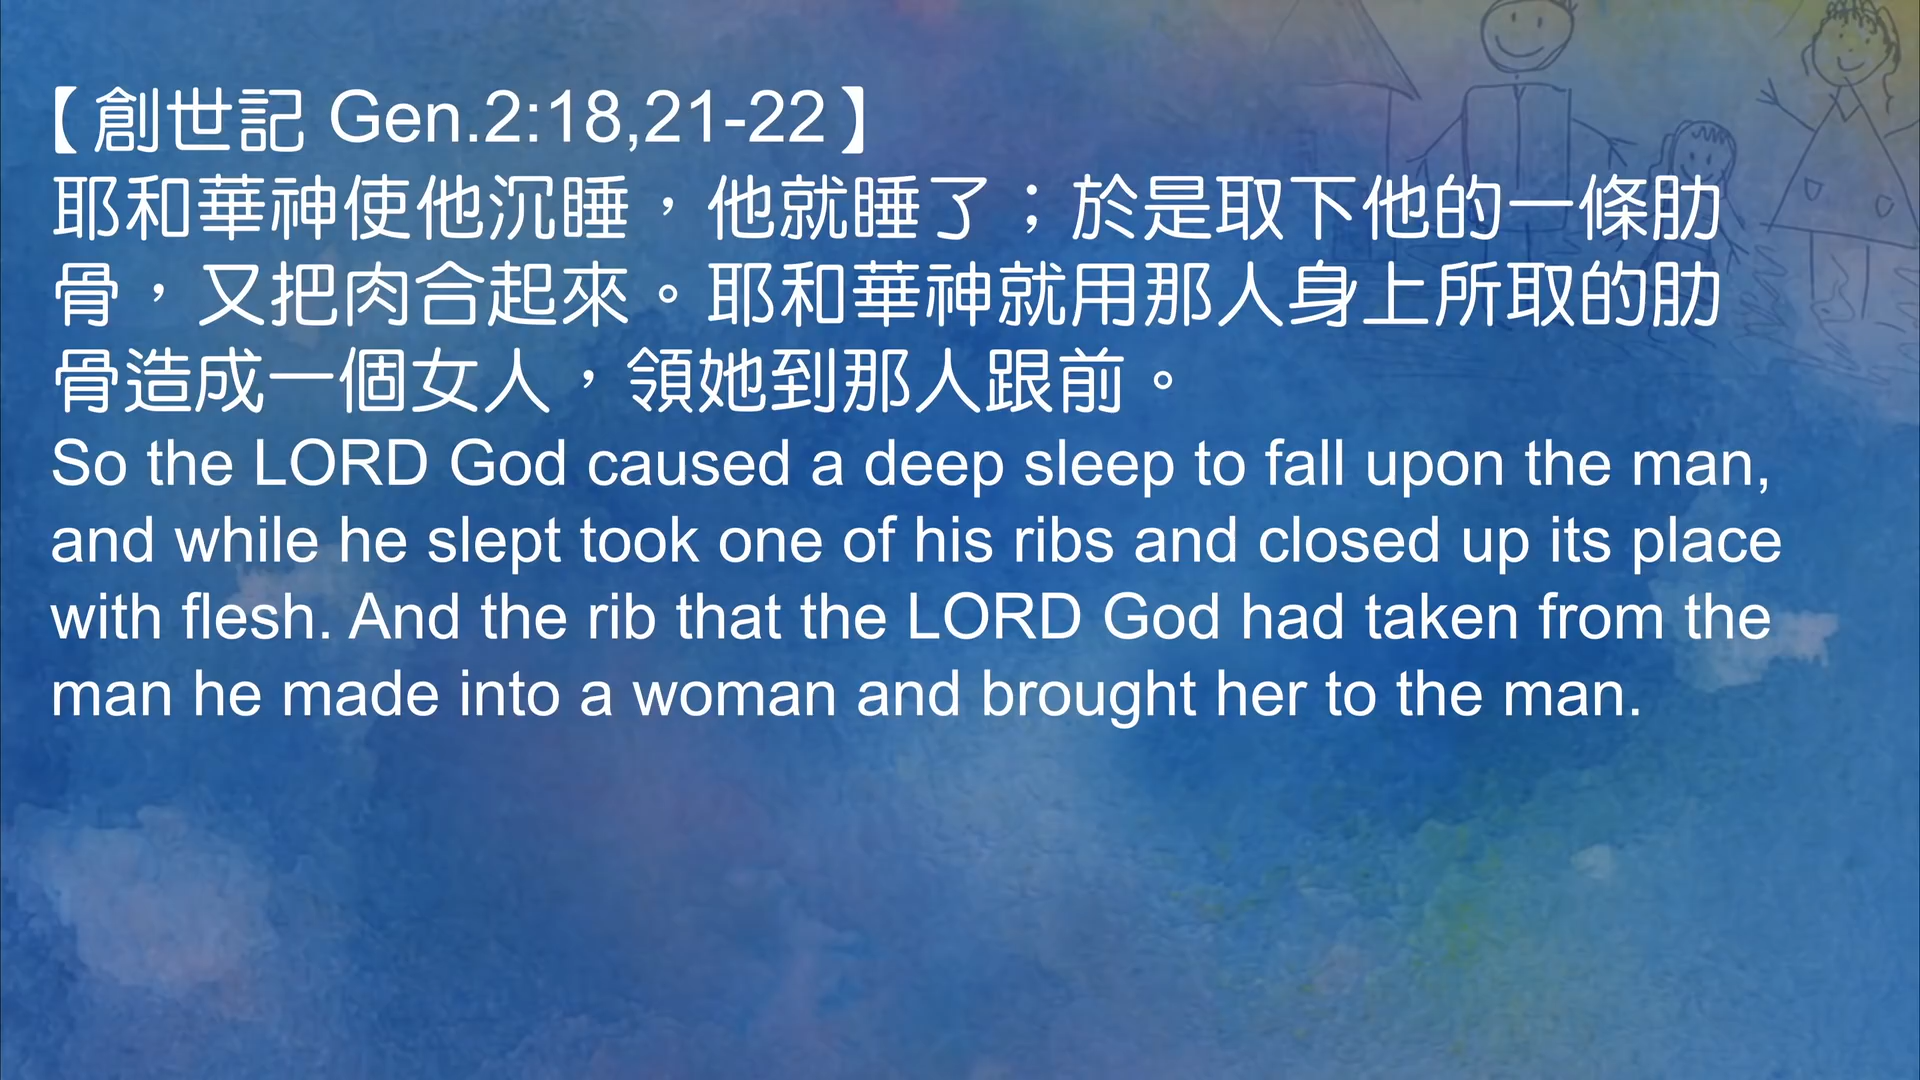 【創世記 Gen.2:18,21-22】
耶和華神使他沉睡，他就睡了；於是取下他的一條肋
骨，又把肉合起來。耶和華神就用那人身上所取的肋
骨造成一個女人，領她到那人跟前。
So the LORD God caused a deep sleep to fall upon the man,
and while he slept took one of his ribs and closed up its place
with flesh. And the rib that the LORD God had taken from the
man he made into a woman and brought her to the man.